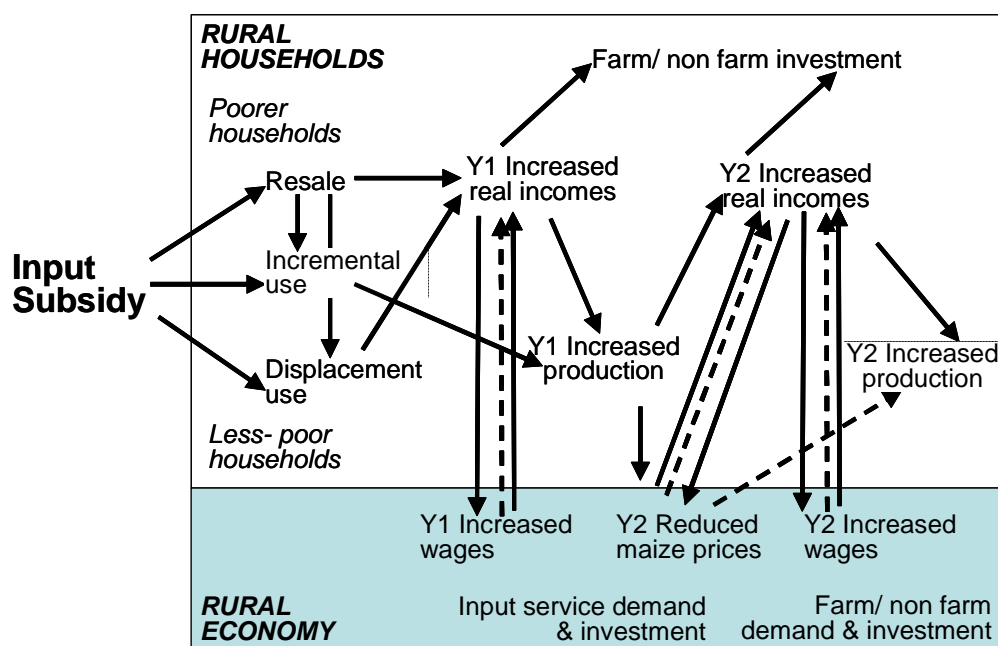 RURAL
HOUSEHOLDS
Farm/ non farm investment
Poorer
households
Resale
Y1 Increased
real incomes
Y2 Increased
real incomes
Input
Subsidy
Incremental
use
Displacement
use
Y1 Increased
production
Y2 Increased
production
Less- poor
households
Y1 Increased
wages
Y2 Reduced
maize prices
Y2 Increased
wages
RURAL
ECONOMY
Input service demand
& investment
Farm/ non farm
demand & investment